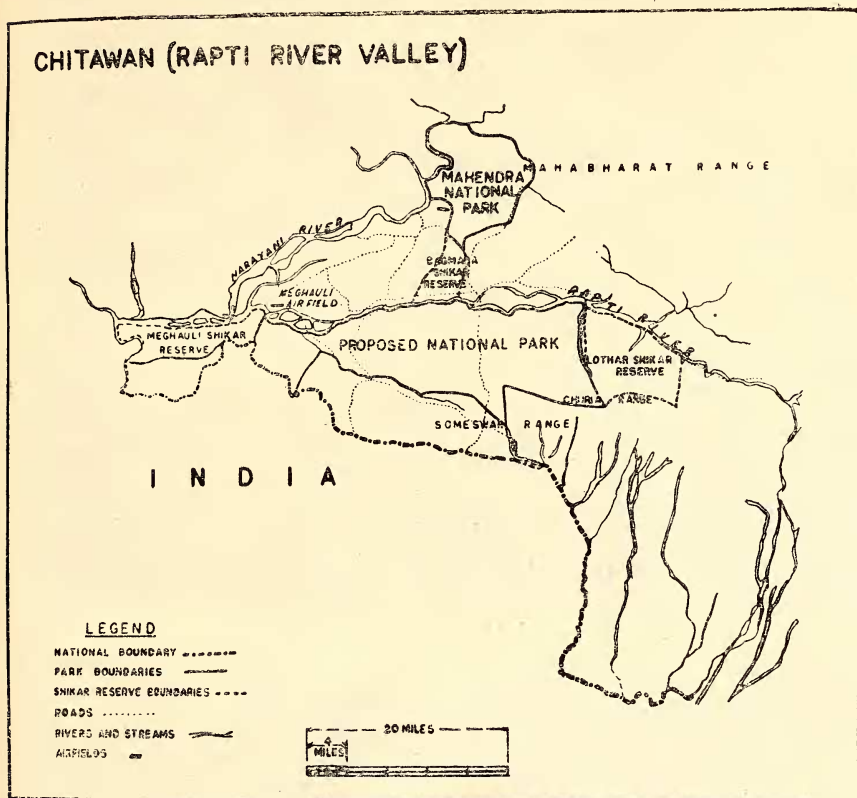 CHITAWAN (RAPTI RIVER VALLEY)
MAHABHARAT RANGE
MAHENDRA
NATIONAL
PARK
NARAYANI RIVER
SHIKAR
RESERVE
MEGHAULI
AIRFIELD
RAPTI RIVER
MEGHAULI SHIKAR
RESERVE
PROPOSED NATIONAL PARK
LOTHAR SHIKAR
RESERVE
CHURIA RANGE
SOMESWAR RANGE
INDIA
LEGEND
NATIONAL BOUNDARY
PARK BOUNDARIES
SHIKAR RESERVE BOUNDARIES
ROADS
RIVERS AND STREAMS
AIRFIELDS
20 MILES
4
MILES